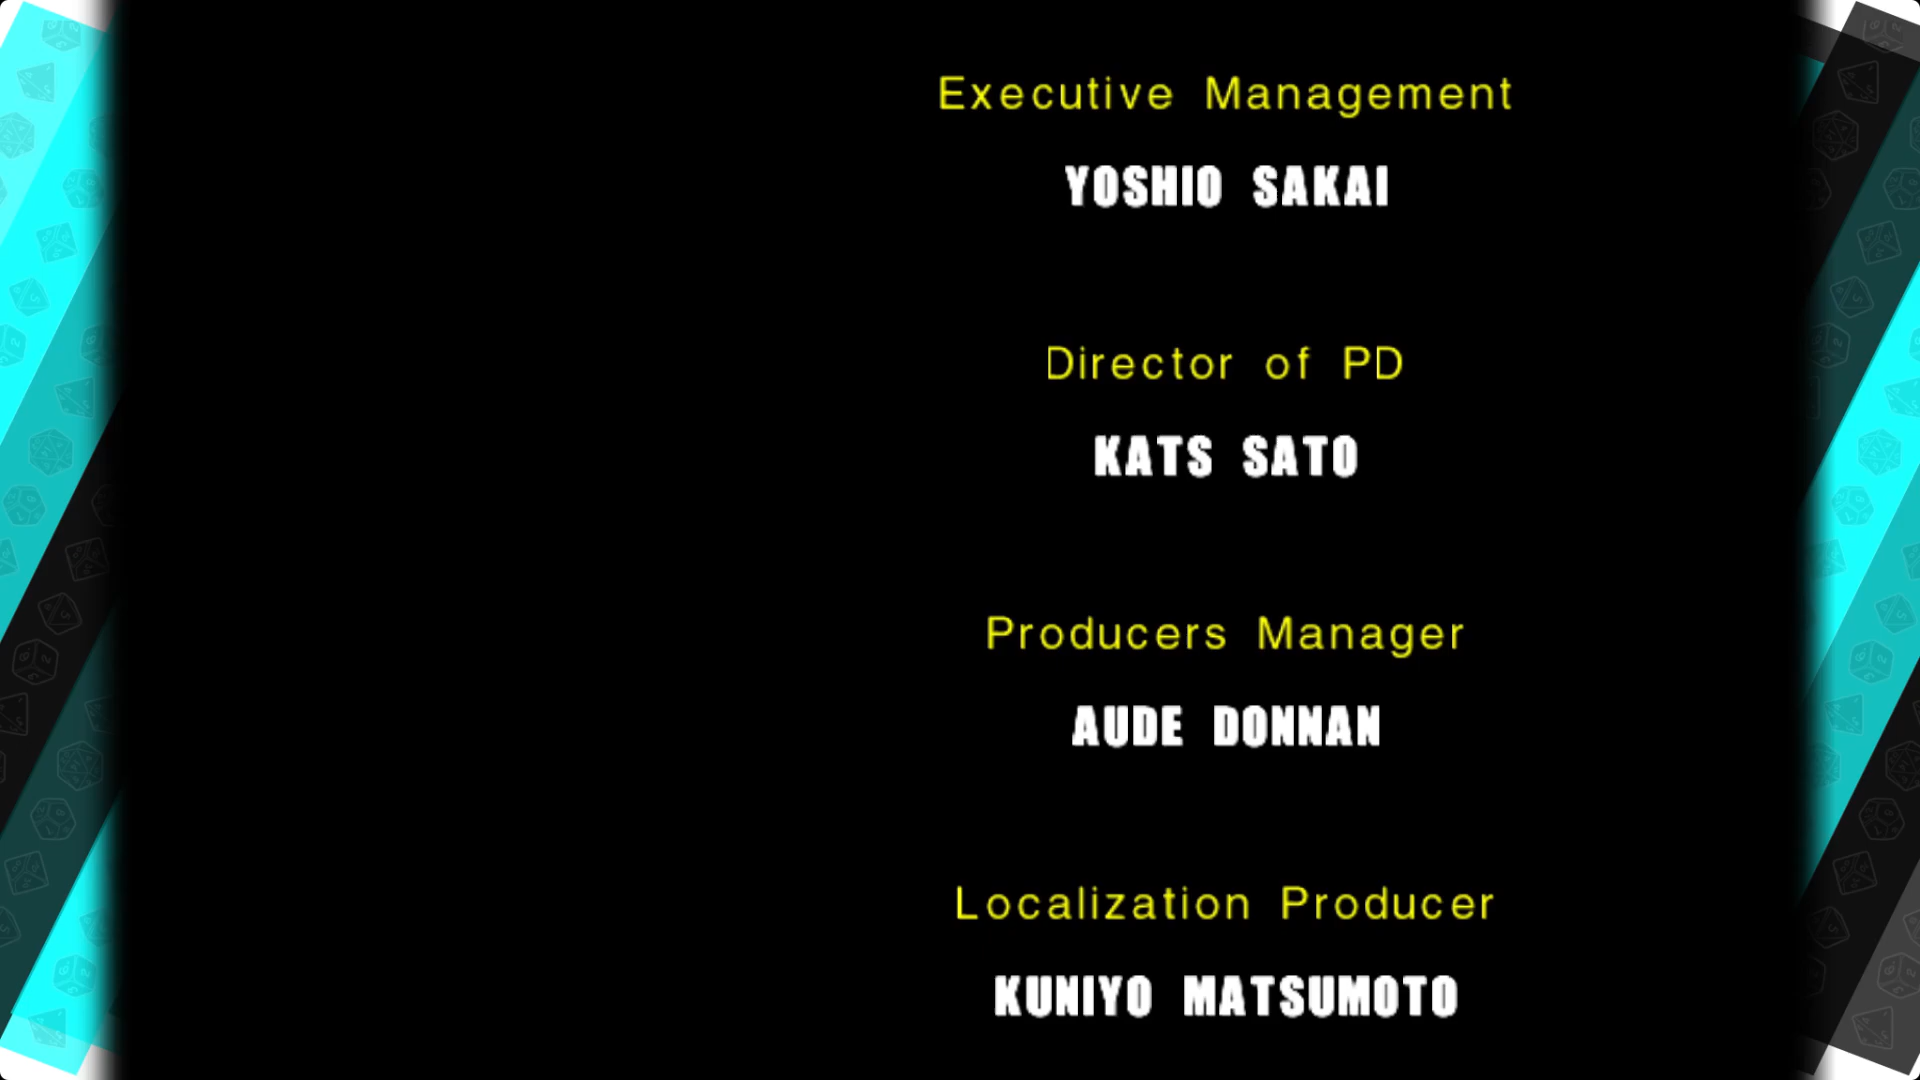 Executive Management
YOSHIO SAKAI
Director of PD
KATS SATO
Producers Manager
AUDE DONNAN
Localization Producer
KUNIYO MATSUMOTO